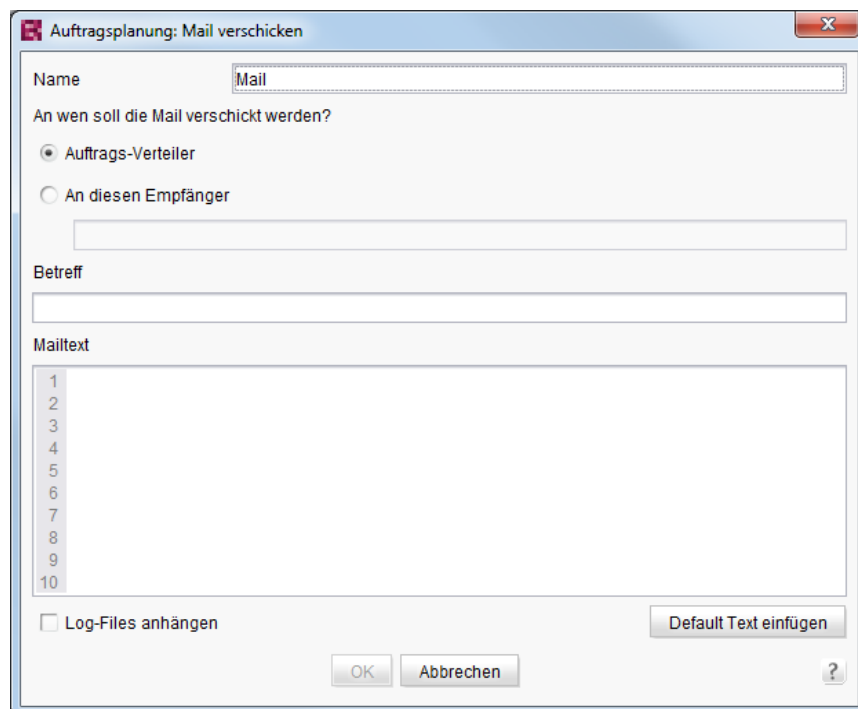 Auftragsplanung: Mail verschicken
Name
Mail
An wen soll die Mail verschickt werden?
Auftrags-Verteiler
An diesen Empfänger
Betreff
Mailtext
1
2
3
4
5
6
7
8
9
10
Log-Files anhängen
Default Text einfügen
OK
Abbrechen
?